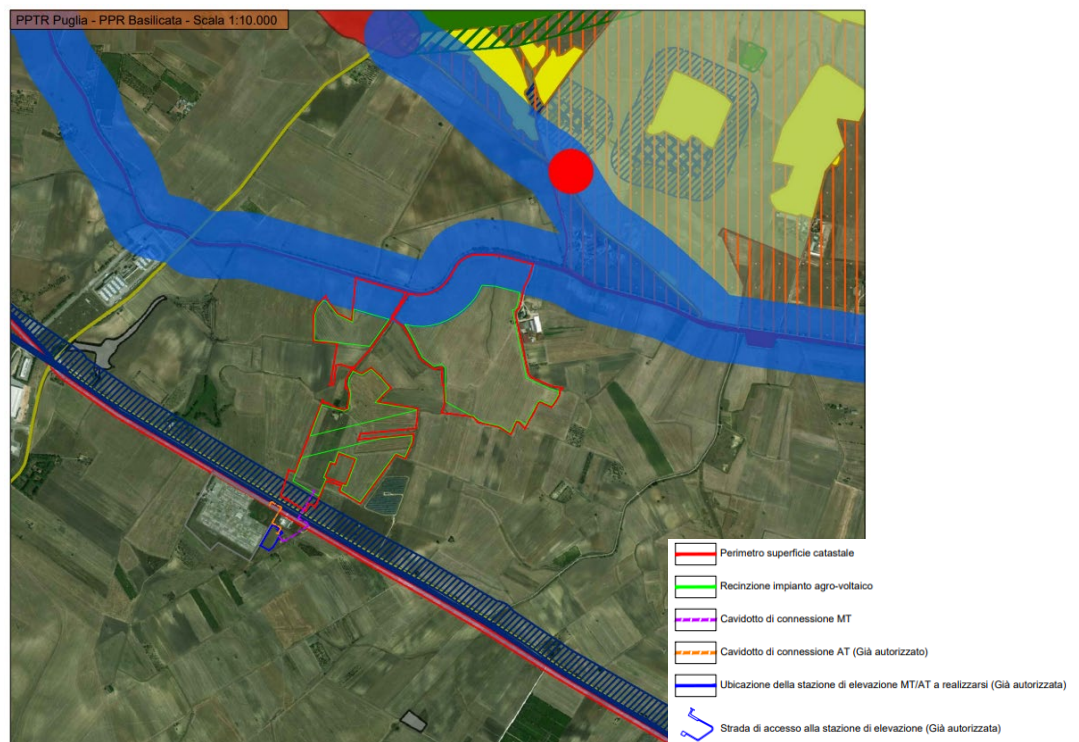 PPTR Puglia - PPR Basilicata - Scala 1:10.000
Perimetro superficie catastale
Recinzione impianto agro-voltaico
Cavidotto di connessione MT
Cavidotto di connessione AT (Già autorizzato)
Ubicazione della stazione di elevazione MT/AT a realizzarsi (Già autorizzata)
Strada di accesso alla stazione di elevazione (Già autorizzata)